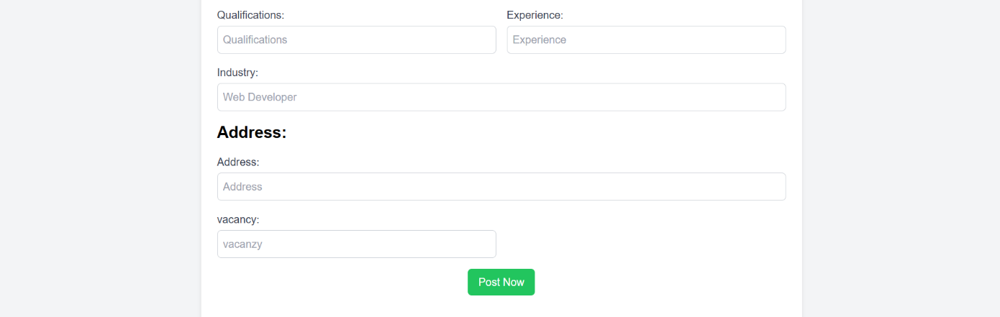 Qualifications: Experience:
Qualifications Experience
Industry:
Web Developer
Address:
Address:
Address
vacancy:
vacanzy
Post Now